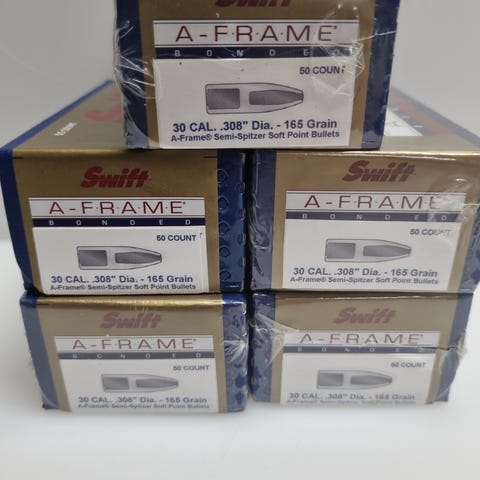 Swift
A-FRAME®
BONDED
50 COUNT
30 CAL. .308" Dia. - 165 Grain
A-Frame® Semi-Spitzer Soft Point Bullets
50 COUNT
Swift
Swift
A-FRAME®
BONDED
50 COUNT
30 CAL. .308" Dia. - 165 Grain
A-Frame® Semi-Spitzer Soft Point Bullets
Swift
A-FRAME®
BONDED
50 COUNT
30 CAL. .308" Dia. - 165 Grain
A-Frame® Semi-Spitzer Soft Point Bullets
Swift
A-FRAME®
BONDED
50 COUNT
30 CAL. .308" Dia. - 165 Grain
A-Frame® Semi-Spitzer Soft Point Bullets
Swift
A-FRAME®
BONDED
50 COUNT
30 CAL. .308" Dia. - 165 Grain
A-Frame® Semi-Spitzer Soft Point Bullets